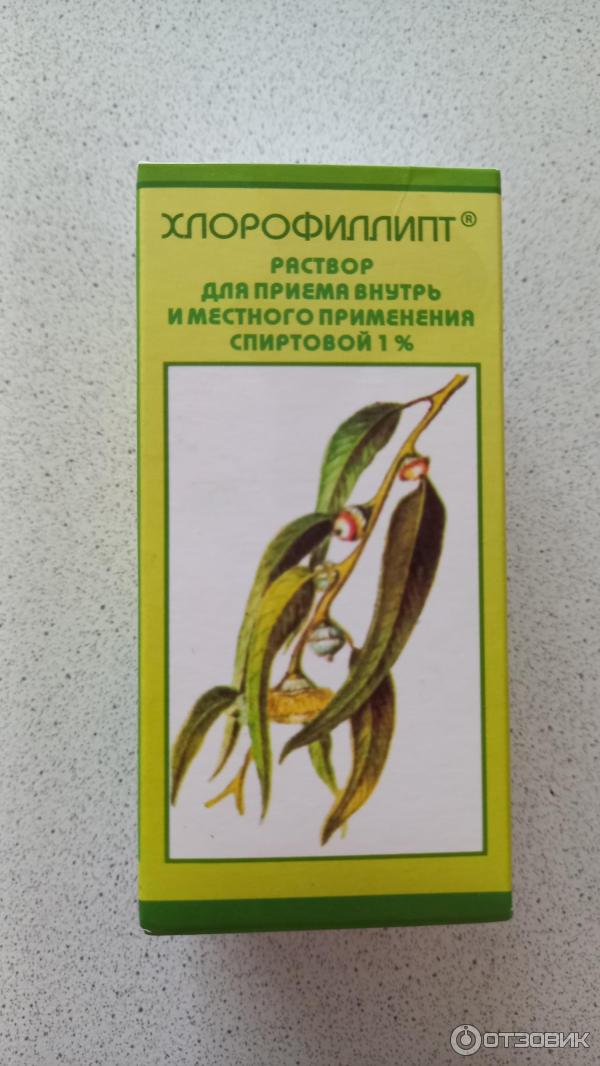 ХЛОРОФИЛЛИПТ®
РАСТВОР
ДЛЯ ПРИЕМА ВНУТРЬ
И МЕСТНОГО ПРИМЕНЕНИЯ
СПИРТОВОЙ 1 %
ОТЗОВИК